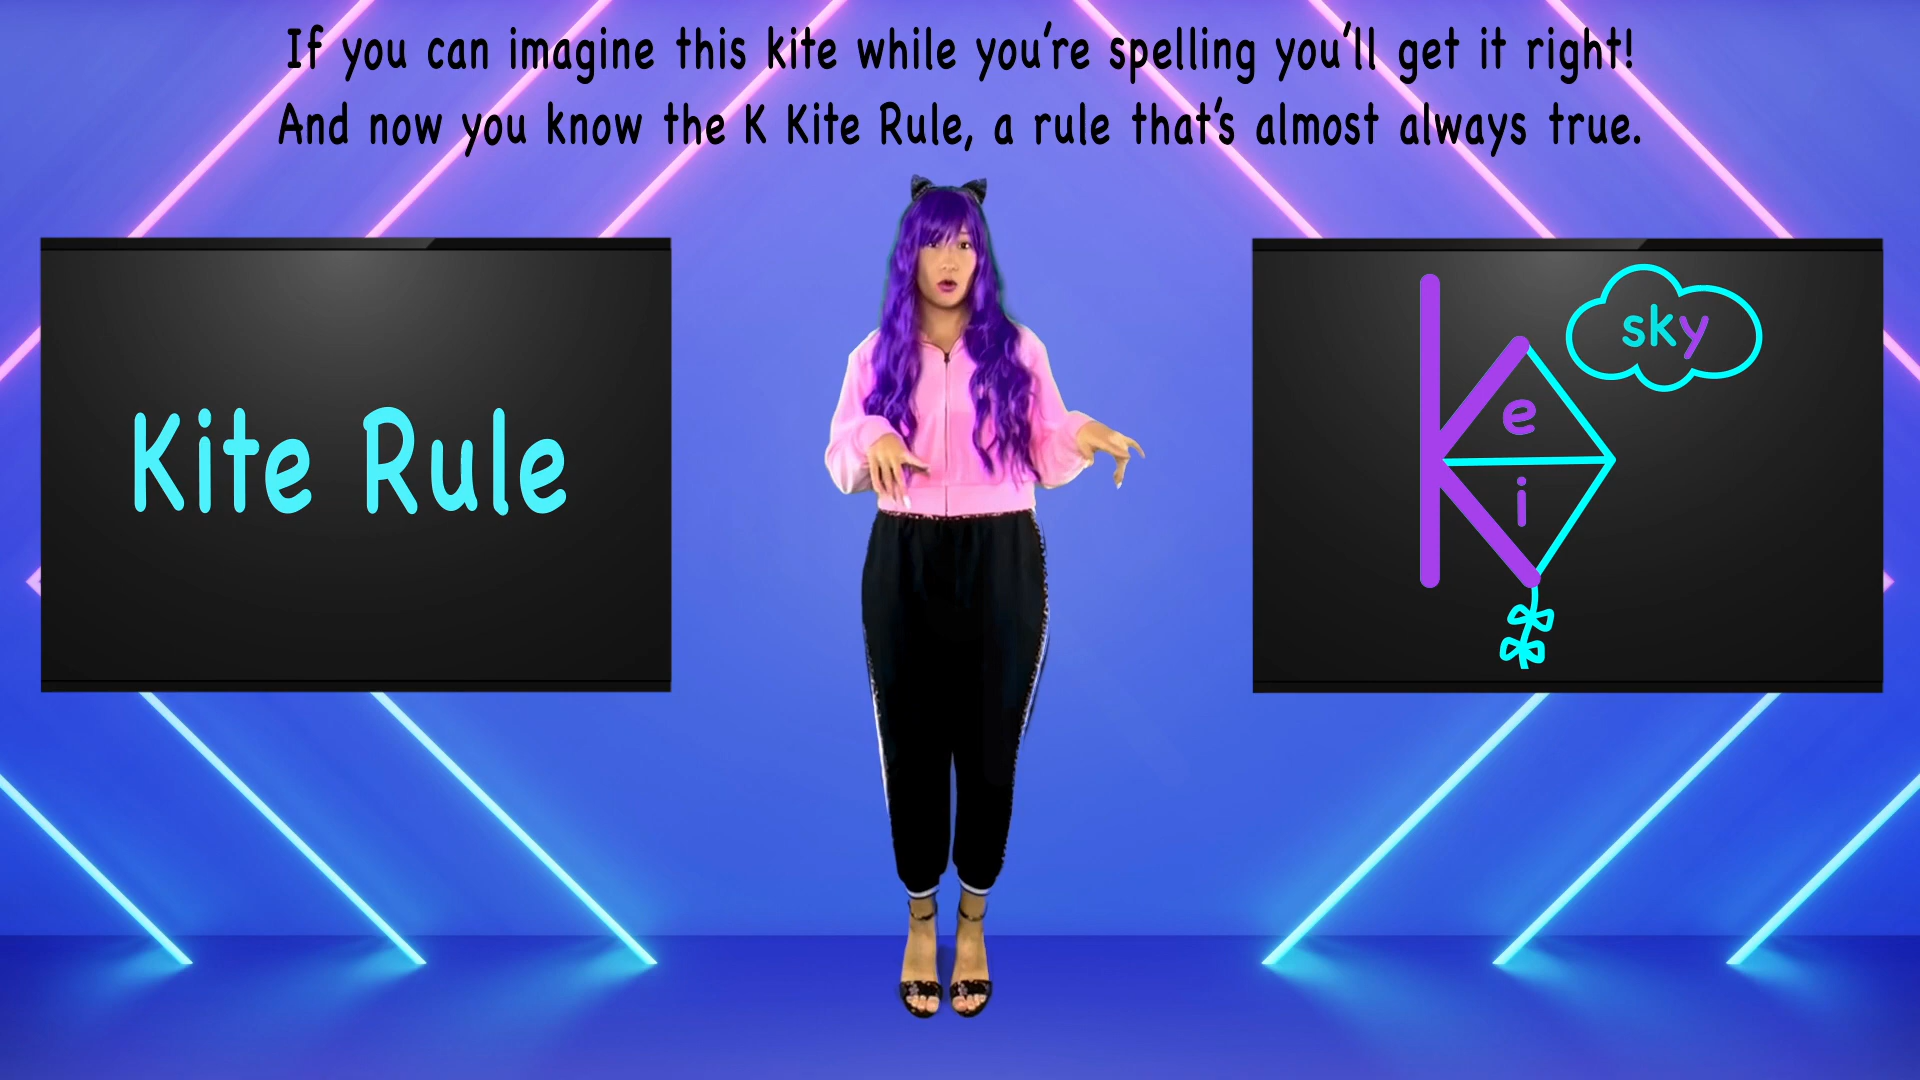 If you can imagine this kite while you're spelling you'll get it right!
And now you know the K Kite Rule, a rule that's almost always true.
Kite Rule
K
sky
e
i